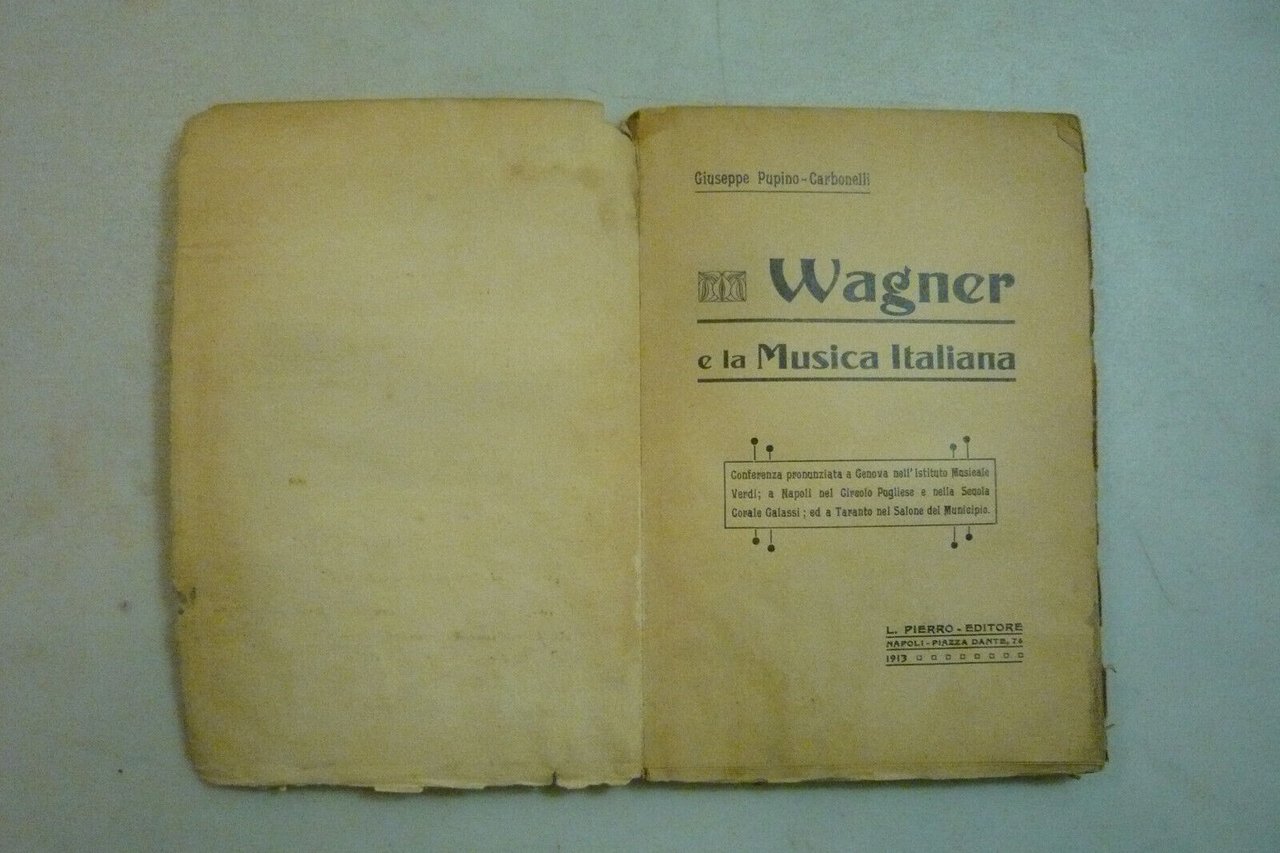 Giuseppe Pupino-Carbonelli
Wagner
e la Musica Italiana
Conferenza pronunziata a Genova nell'Istituto Musicale
Verdi; a Napoli nel Circolo Pugliese e nella Scuola
Corale Galassi; ed a Taranto nel Salone del Municipio.
L. PIERRO - EDITORE
NAPOLI - PIAZZA DANTE, 76
1913